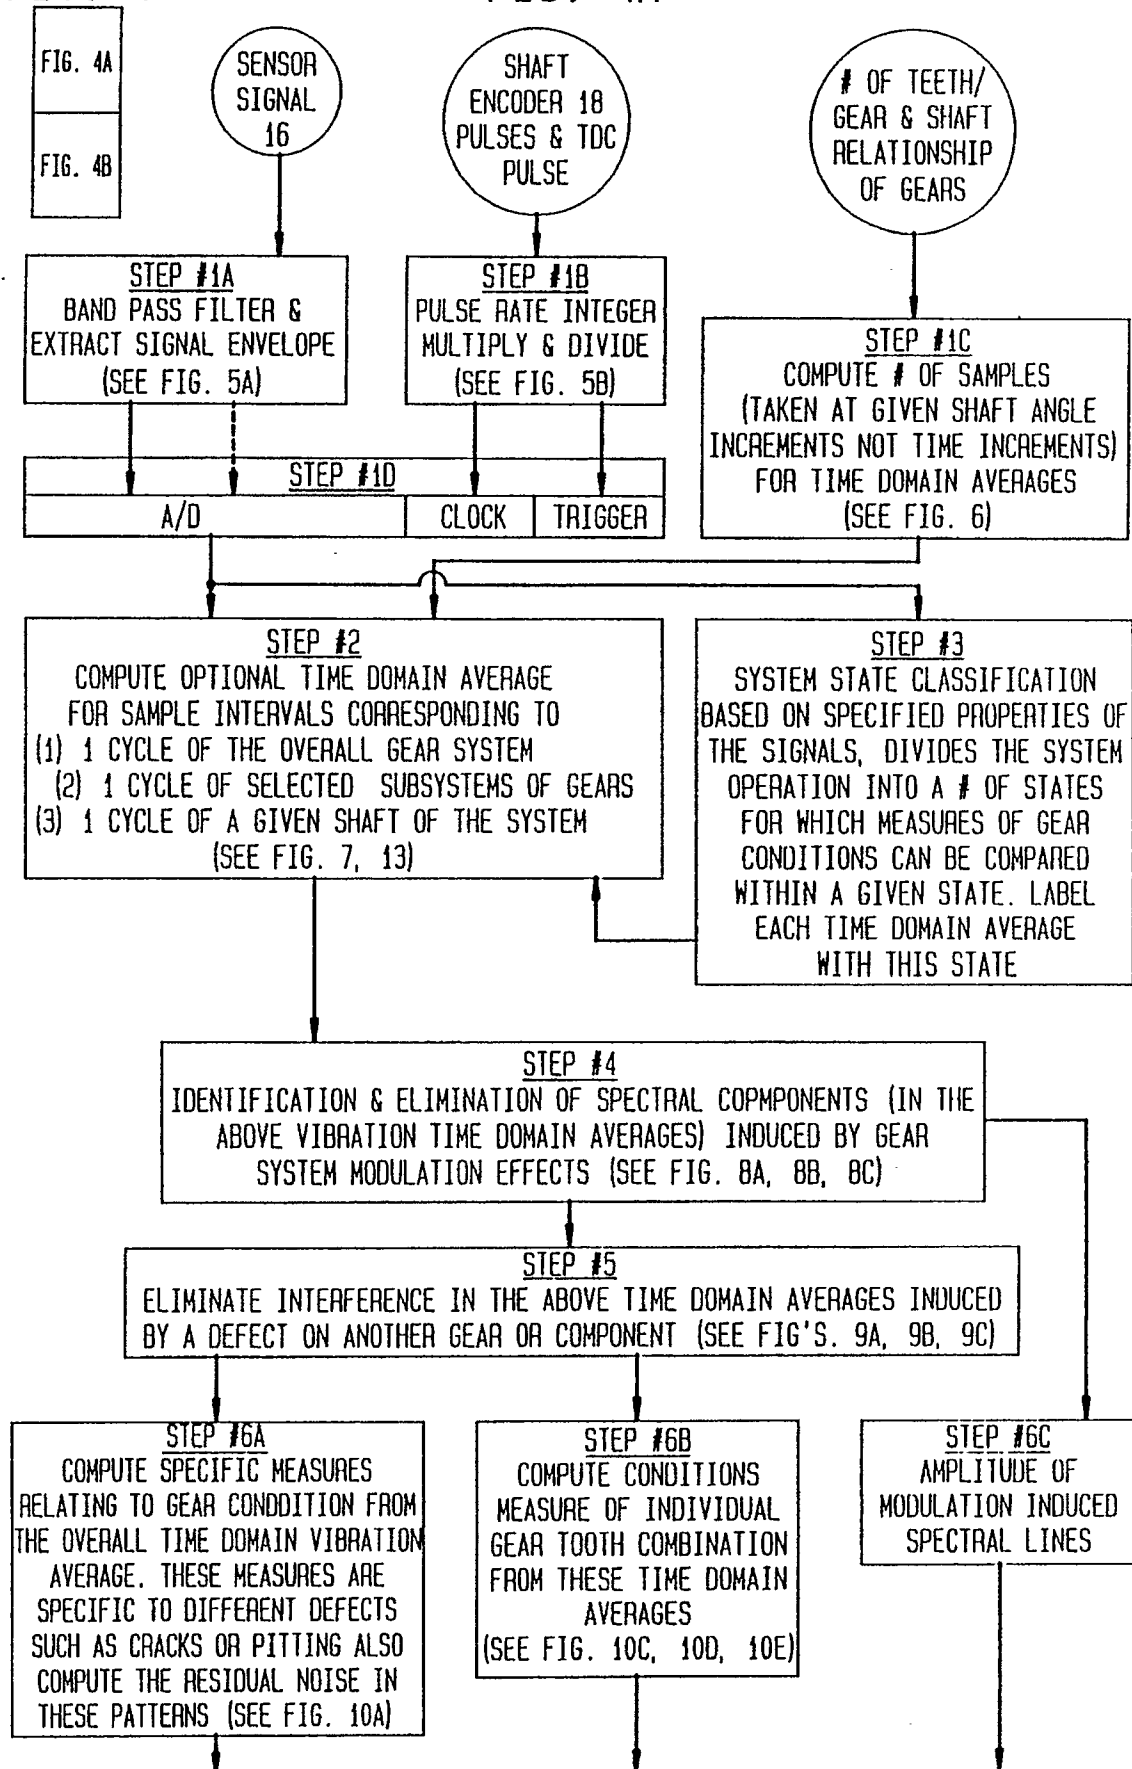 FIG. 4A
FIG. 4B
SENSOR
SIGNAL
16
SHAFT
ENCODER 18
PULSES & TDC
PULSE
# OF TEETH/
GEAR & SHAFT
RELATIONSHIP
OF GEARS
STEP #1A
BAND PASS FILTER &
EXTRACT SIGNAL ENVELOPE
(SEE FIG. 5A)
STEP #1B
PULSE RATE INTEGER
MULTIPLY & DIVIDE
(SEE FIG. 5B)
STEP #1C
COMPUTE # OF SAMPLES
(TAKEN AT GIVEN SHAFT ANGLE
INCREMENTS NOT TIME INCREMENTS)
FOR TIME DOMAIN AVERAGES
(SEE FIG. 6)
STEP #1D
A/D
CLOCK
TRIGGER
STEP #2
COMPUTE OPTIONAL TIME DOMAIN AVERAGE
FOR SAMPLE INTERVALS CORRESPONDING TO
(1) 1 CYCLE OF THE OVERALL GEAR SYSTEM
(2) 1 CYCLE OF SELECTED SUBSYSTEMS OF GEARS
(3) 1 CYCLE OF A GIVEN SHAFT OF THE SYSTEM
(SEE FIG. 7, 13)
STEP #3
SYSTEM STATE CLASSIFICATION
BASED ON SPECIFIED PROPERTIES OF
THE SIGNALS, DIVIDES THE SYSTEM
OPERATION INTO A # OF STATES
FOR WHICH MEASURES OF GEAR
CONDITIONS CAN BE COMPARED
WITHIN A GIVEN STATE. LABEL
EACH TIME DOMAIN AVERAGE
WITH THIS STATE
STEP #4
IDENTIFICATION & ELIMINATION OF SPECTRAL COPMPONENTS (IN THE
ABOVE VIBRATION TIME DOMAIN AVERAGES) INDUCED BY GEAR
SYSTEM MODULATION EFFECTS (SEE FIG. 8A, 8B, 8C)
STEP #5
ELIMINATE INTERFERENCE IN THE ABOVE TIME DOMAIN AVERAGES INDUCED
BY A DEFECT ON ANOTHER GEAR OR COMPONENT (SEE FIG'S. 9A, 9B, 9C)
STEP #6A
COMPUTE SPECIFIC MEASURES
RELATING TO GEAR CONDDITION FROM
THE OVERALL TIME DOMAIN VIBRATION
AVERAGE. THESE MEASURES ARE
SPECIFIC TO DIFFERENT DEFECTS
SUCH AS CRACKS OR PITTING ALSO
COMPUTE THE RESIDUAL NOISE IN
THESE PATTERNS (SEE FIG. 10A)
STEP #6B
COMPUTE CONDITIONS
MEASURE OF INDIVIDUAL
GEAR TOOTH COMBINATION
FROM THESE TIME DOMAIN
AVERAGES
(SEE FIG. 10C, 10D, 10E)
STEP #6C
AMPLITUDE OF
MODULATION INDUCED
SPECTRAL LINES